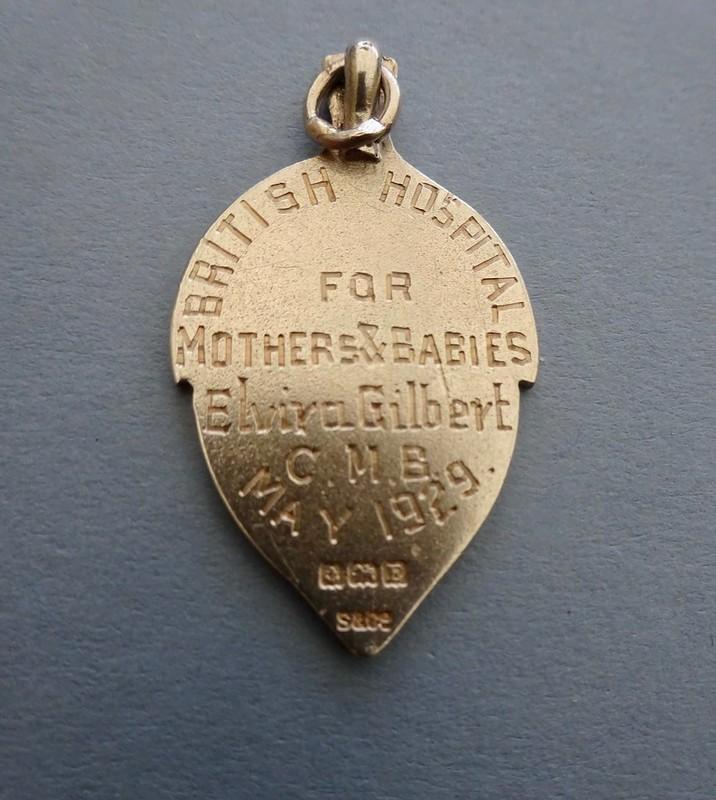 BRITISH HOSPITAL
FOR
MOTHERS & BABIES
Elvira Gilbert
C.M.B.
MAY 1929.
S&Co